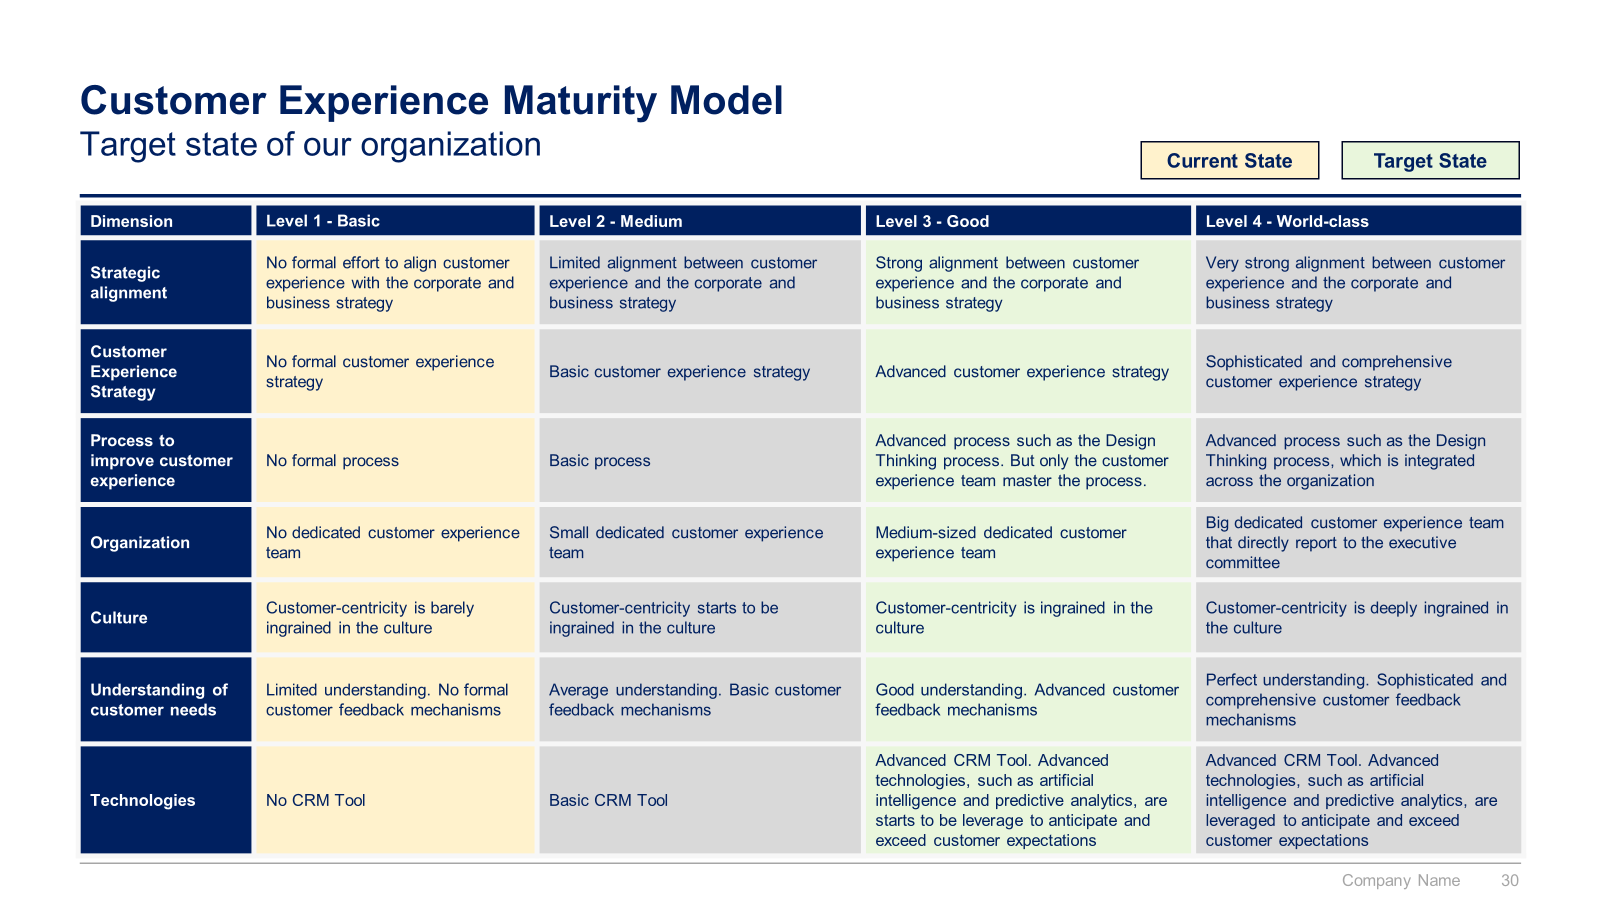 Customer Experience Maturity Model
Target state of our organization
Current State
Target State
Dimension
Level 1 - Basic
Level 2 - Medium
Level 3 - Good
Level 4 - World-class
Strategic
alignment
No formal effort to align customer
experience with the corporate and
business strategy
Limited alignment between customer
experience and the corporate and
business strategy
Strong alignment between customer
experience and the corporate and
business strategy
Very strong alignment between customer
experience and the corporate and
business strategy
Customer
Experience
Strategy
No formal customer experience
strategy
Basic customer experience strategy
Advanced customer experience strategy
Sophisticated and comprehensive
customer experience strategy
Process to
improve customer
experience
No formal process
Basic process
Advanced process such as the Design
Thinking process. But only the customer
experience team master the process.
Advanced process such as the Design
Thinking process, which is integrated
across the organization
Organization
No dedicated customer experience
team
Small dedicated customer experience
team
Medium-sized dedicated customer
experience team
Big dedicated customer experience team
that directly report to the executive
committee
Culture
Customer-centricity is barely
ingrained in the culture
Customer-centricity starts to be
ingrained in the culture
Customer-centricity is ingrained in the
culture
Customer-centricity is deeply ingrained in
the culture
Understanding of
customer needs
Limited understanding. No formal
customer feedback mechanisms
Average understanding. Basic customer
feedback mechanisms
Good understanding. Advanced customer
feedback mechanisms
Perfect understanding. Sophisticated and
comprehensive customer feedback
mechanisms
Technologies
No CRM Tool
Basic CRM Tool
Advanced CRM Tool. Advanced
technologies, such as artificial
intelligence and predictive analytics, are
starts to be leverage to anticipate and
exceed customer expectations
Advanced CRM Tool. Advanced
technologies, such as artificial
intelligence and predictive analytics, are
leveraged to anticipate and exceed
customer expectations
Company Name
30